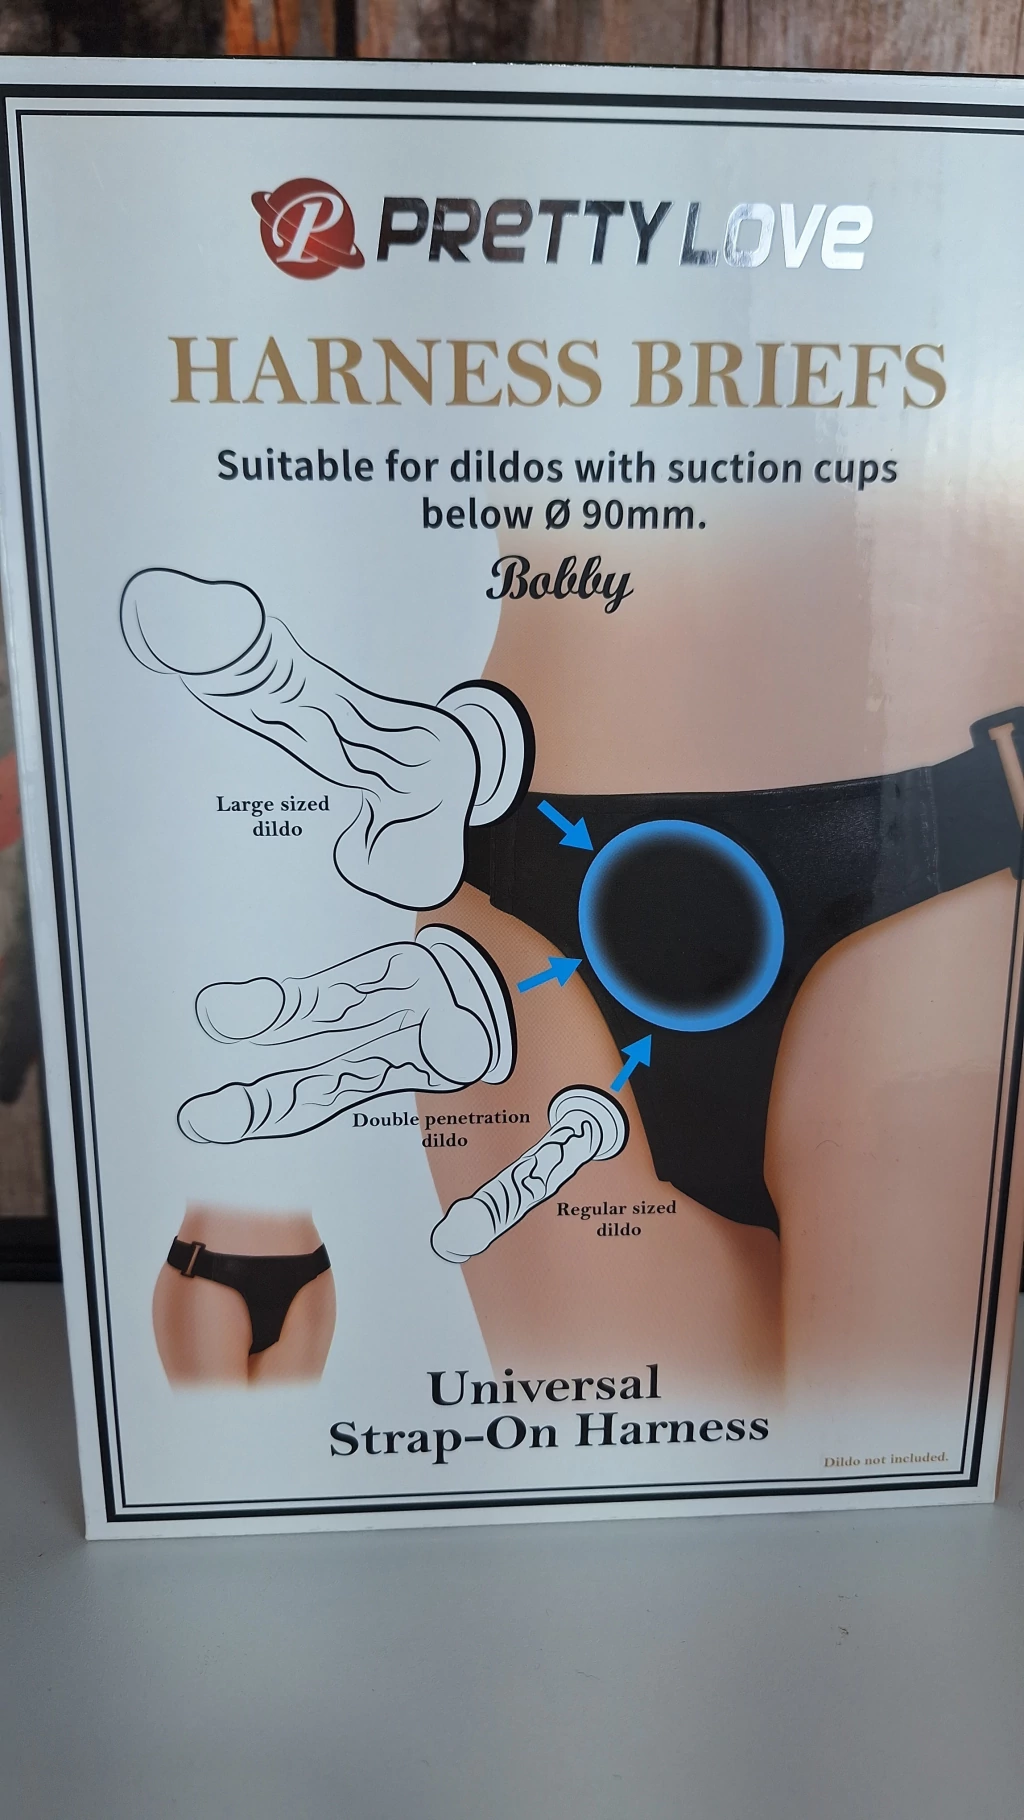 P PRETTY LOVE
HARNESS BRIEFS
Suitable for dildos with suction cups
below Ø 90mm.
Bobby
Large sized
dildo
Double penetration
dildo
Regular sized
dildo
Universal
Strap-On Harness
Dildo not included.